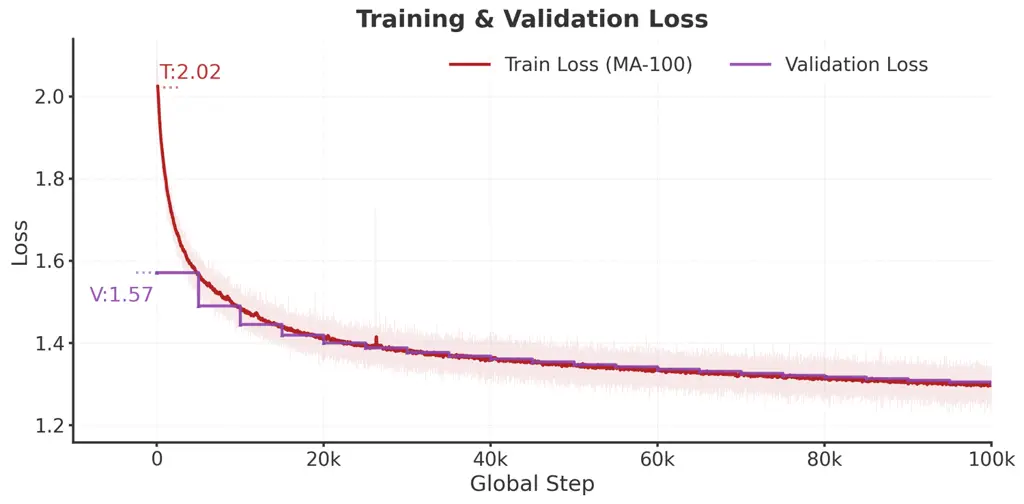 Training & Validation Loss
T:2.02
Train Loss (MA-100)
Validation Loss
2.0
1.8
1.6
1.4
1.2
Loss
V:1.57
0
20k
40k
60k
80k
100k
Global Step